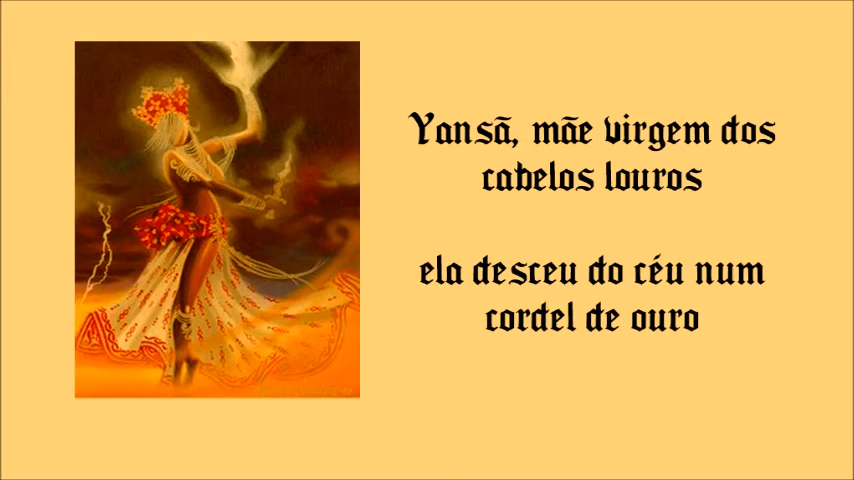 Yansã, mãe virgem dos
cabelos louros
ela desceu do céu num
cordel de ouro